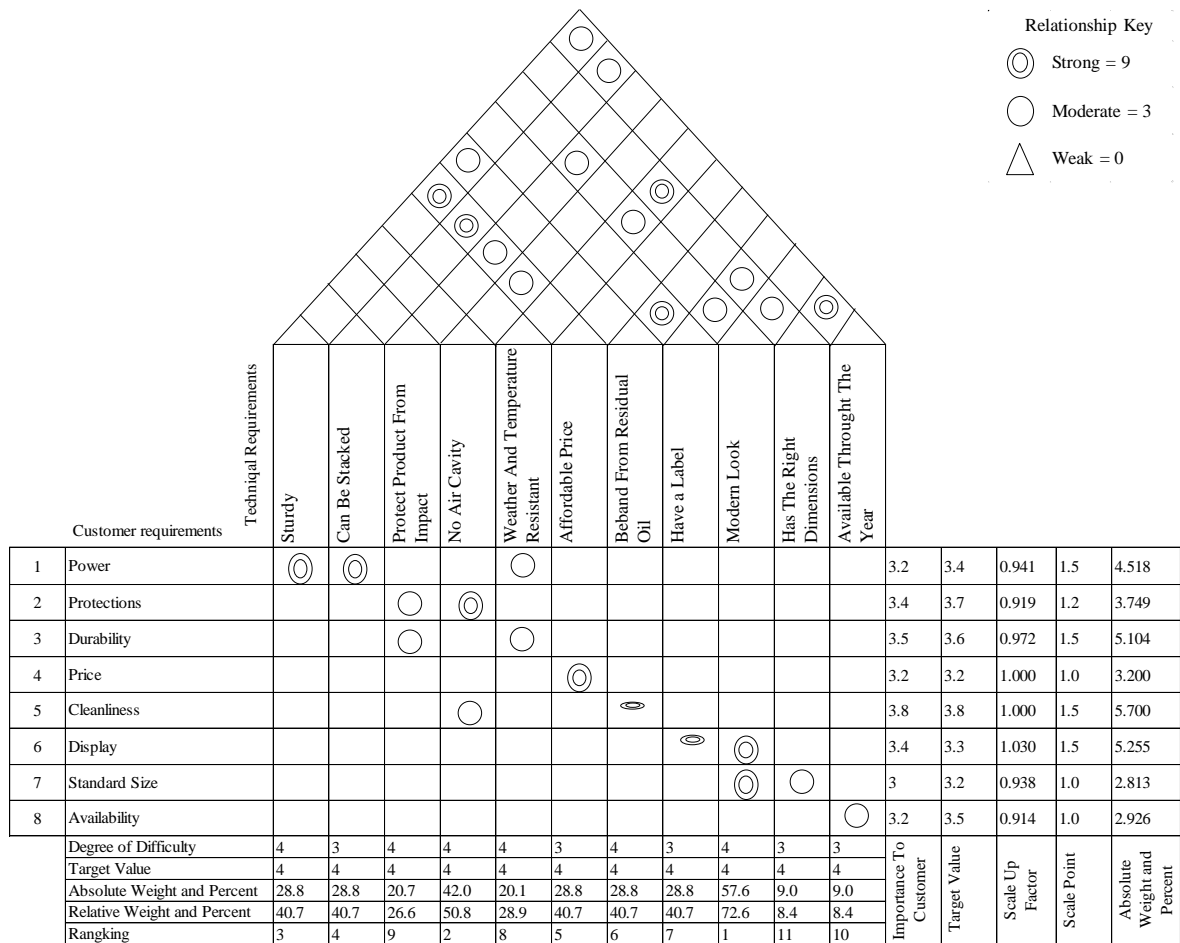 Relationship Key
Strong = 9
Moderate = 3
Weak = 0
Techniqal Requirements
Customer requirements
Sturdy
Can Be Stacked
Protect Product From
Impact
No Air Cavity
Weather And Temperature
Resistant
Affordable Price
Beband From Residual
Oil
Have a Label
Modern Look
Has The Right
Dimensions
Available Throught The
Year
1 Power 3.2 3.4 0.941 1.5 4.518
2 Protections 3.4 3.7 0.919 1.2 3.749
3 Durability 3.5 3.6 0.972 1.5 5.104
4 Price 3.2 3.2 1.000 1.0 3.200
5 Cleanliness 3.8 3.8 1.000 1.5 5.700
6 Display 3.4 3.3 1.030 1.5 5.255
7 Standard Size 3 3.2 0.938 1.0 2.813
8 Availability 3.2 3.5 0.914 1.0 2.926
Degree of Difficulty 4 3 4 4 4 3 4 3 4 3 3
Target Value 4 4 4 4 4 4 4 4 4 4 4
Absolute Weight and Percent 28.8 28.8 20.7 42.0 20.1 28.8 28.8 28.8 57.6 9.0 9.0
Relative Weight and Percent 40.7 40.7 26.6 50.8 28.9 40.7 40.7 40.7 72.6 8.4 8.4
Rangking 3 4 9 2 8 5 6 7 1 11 10
Importance To
Customer
Target Value
Scale Up
Factor
Scale Point
Absolute
Weight and
Percent